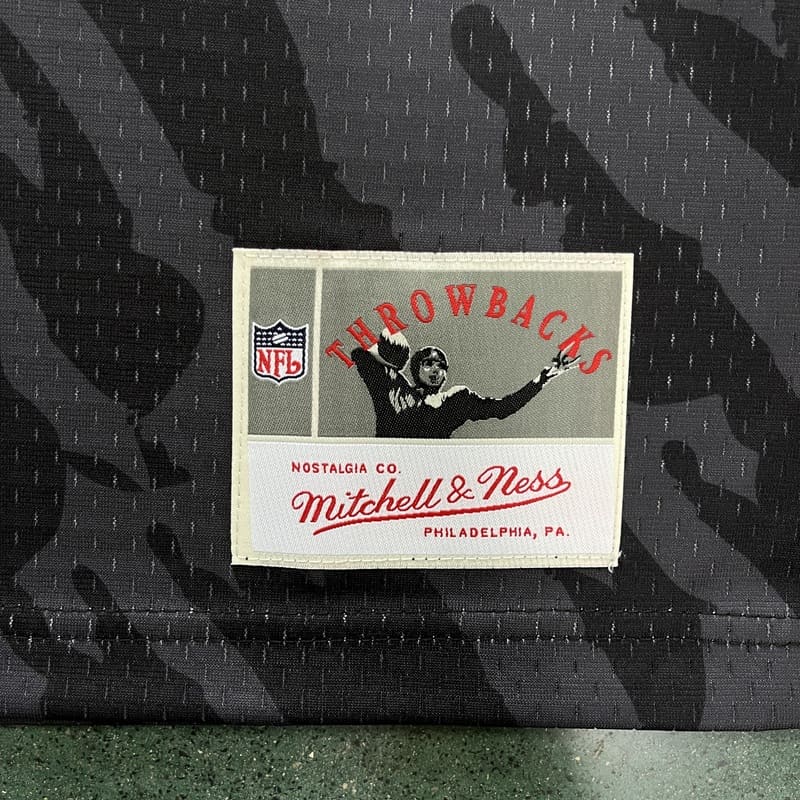 THROWBACKS
NFL
NOSTALGIA CO.
Mitchell & Ness
PHILADELPHIA, PA.